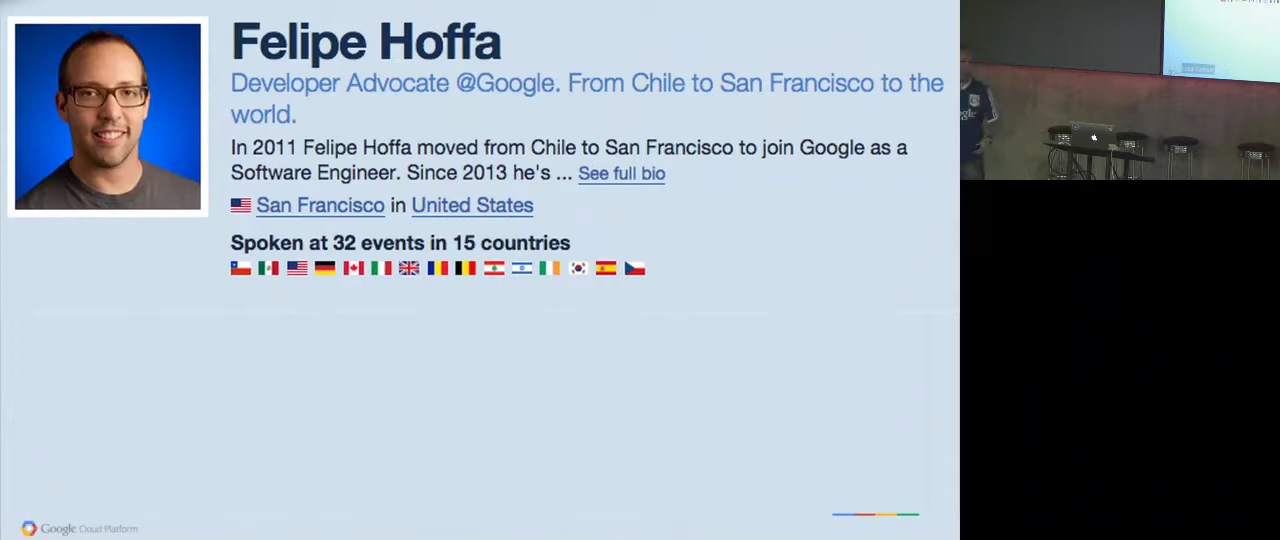 Felipe Hoffa
Developer Advocate @Google. From Chile to San Francisco to the
world.
In 2011 Felipe Hoffa moved from Chile to San Francisco to join Google as a
Software Engineer. Since 2013 he's ... See full bio
San Francisco in United States
Spoken at 32 events in 15 countries
Google Cloud Platform